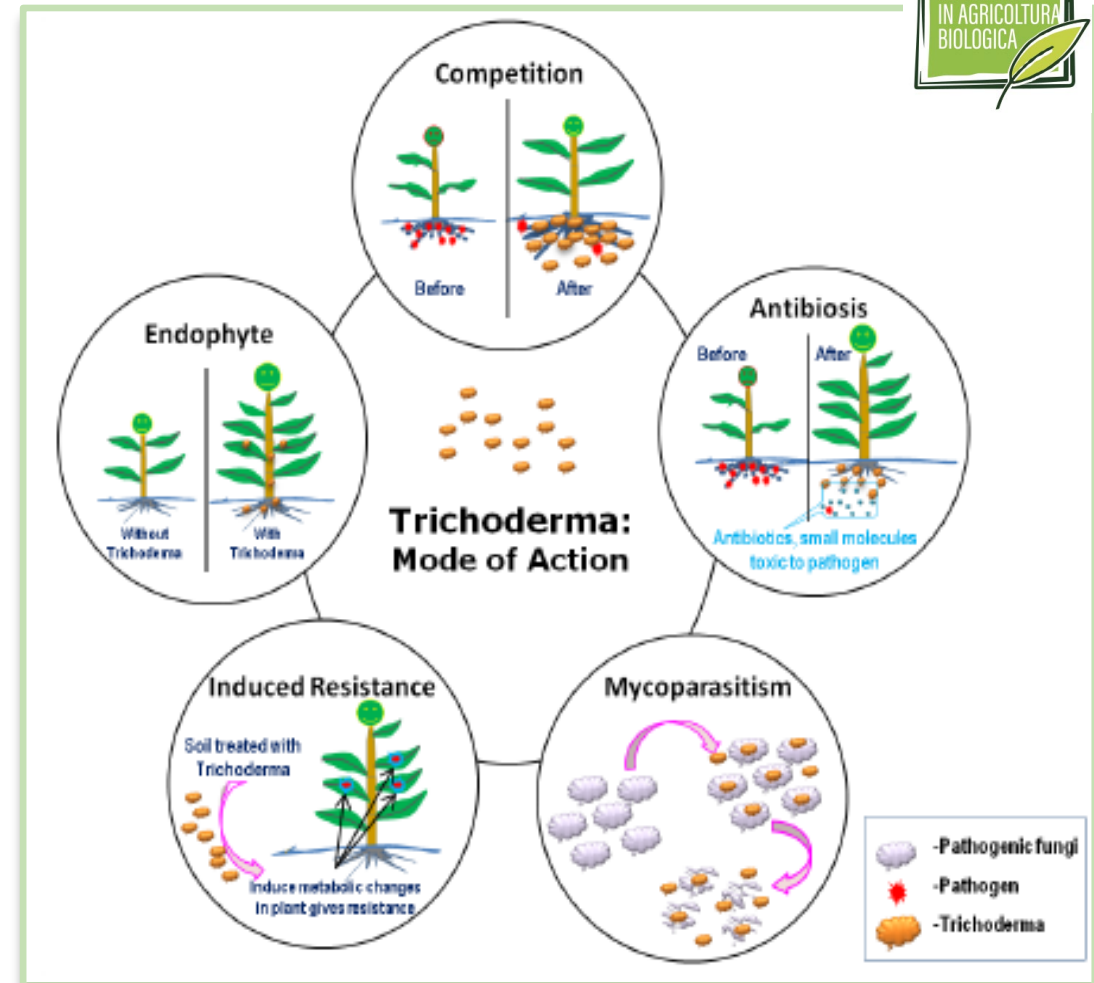 IN AGRICOLTURA
BIOLOGICA
Competition
Before
After
Antibiosis
Before
After
Antibiotics, small molecules
toxic to pathogen
Endophyte
Without
Trichoderma
With
Trichoderma
Trichoderma:
Mode of Action
Induced Resistance
Soil treated with
Trichoderma
Induce metabolic changes
in plant gives resistance
Mycoparasitism
-Pathogenic fungi
-Pathogen
-Trichoderma